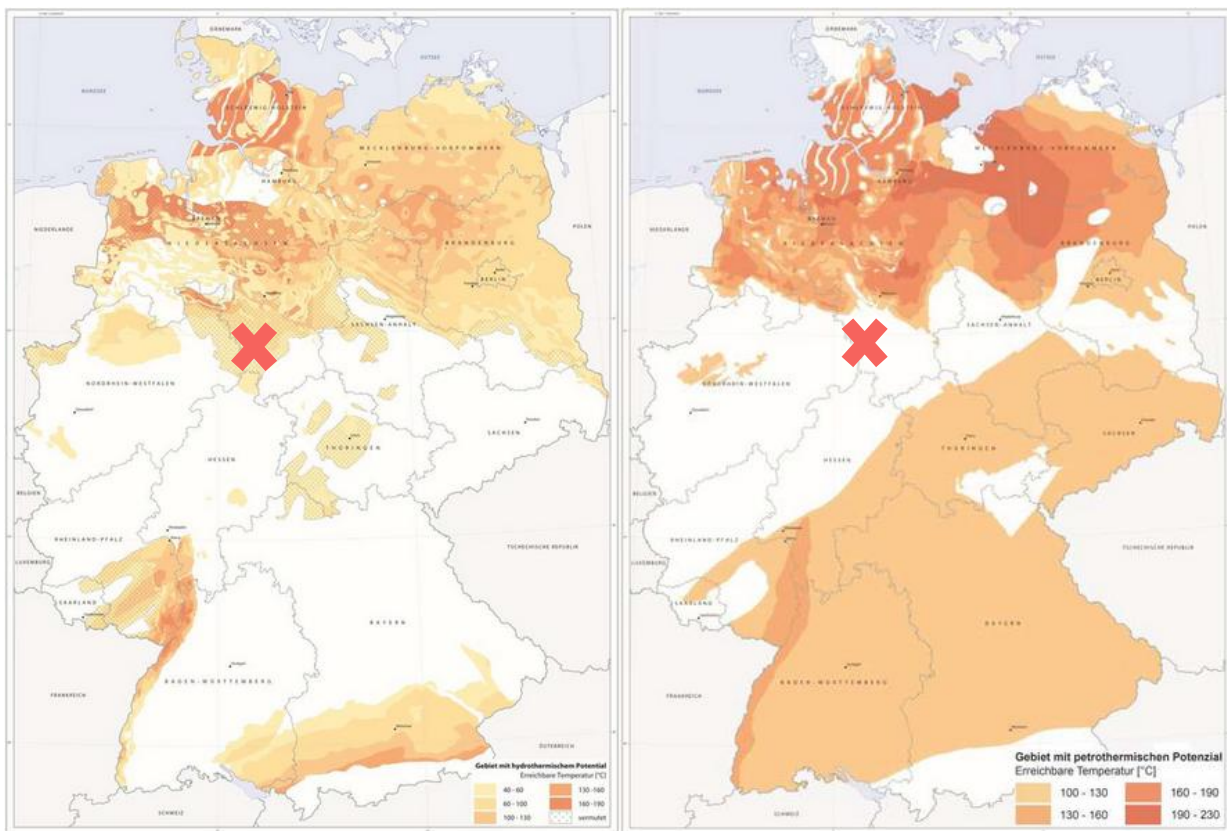 DÄNEMARK
NORDSEE
OSTSEE
SCHLESWIG-HOLSTEIN
MECKLENBURG-VORPOMMERN
HAMBURG
BREMEN
NIEDERLANDE
NIEDERSACHSEN
BRANDENBURG
POLEN
BERLIN
SACHSEN-ANHALT
NORDRHEIN-WESTFALEN
THÜRINGEN
SACHSEN
HESSEN
BELGIEN
RHEINLAND-PFALZ
LUXEMBURG
TSCHECHISCHE REPUBLIK
SAARLAND
BAYERN
FRANKREICH
BADEN-WÜRTTEMBERG
ÖSTERREICH
SCHWEIZ
Gebiet mit hydrothermischem Potential
Erreichbare Temperatur [°C]
40 - 60
60 - 100
100 - 130
130 - 160
160 - 190
vermutet
DÄNEMARK
NORDSEE
OSTSEE
SCHLESWIG-HOLSTEIN
MECKLENBURG-VORPOMMERN
HAMBURG
BREMEN
NIEDERLANDE
NIEDERSACHSEN
BRANDENBURG
POLEN
BERLIN
SACHSEN-ANHALT
NORDRHEIN-WESTFALEN
THÜRINGEN
SACHSEN
HESSEN
BELGIEN
RHEINLAND-PFALZ
LUXEMBURG
TSCHECHISCHE REPUBLIK
SAARLAND
BAYERN
FRANKREICH
BADEN-WÜRTTEMBERG
ÖSTERREICH
SCHWEIZ
Gebiet mit petrothermischen Potenzial
Erreichbare Temperatur [°C]
100 - 130
130 - 160
160 - 190
190 - 230